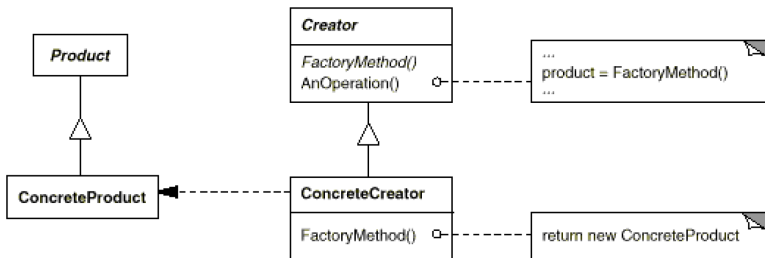 Creator
Product
FactoryMethod()
AnOperation()
...
product = FactoryMethod()
...
ConcreteProduct
ConcreteCreator
FactoryMethod()
return new ConcreteProduct